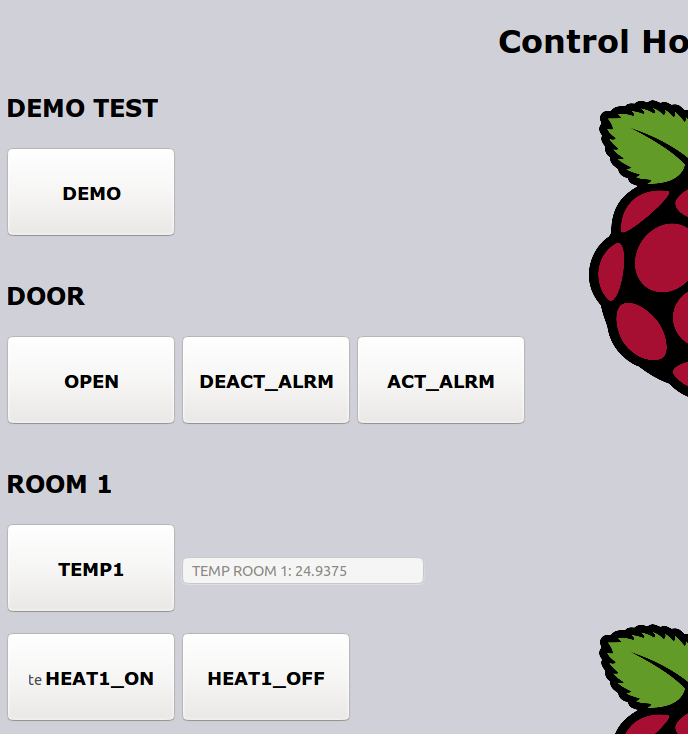 Control Ho
DEMO TEST
DEMO
DOOR
OPEN DEACT_ALRM ACT_ALRM
ROOM 1
TEMP1 TEMP ROOM 1: 24.9375
te HEAT1_ON HEAT1_OFF